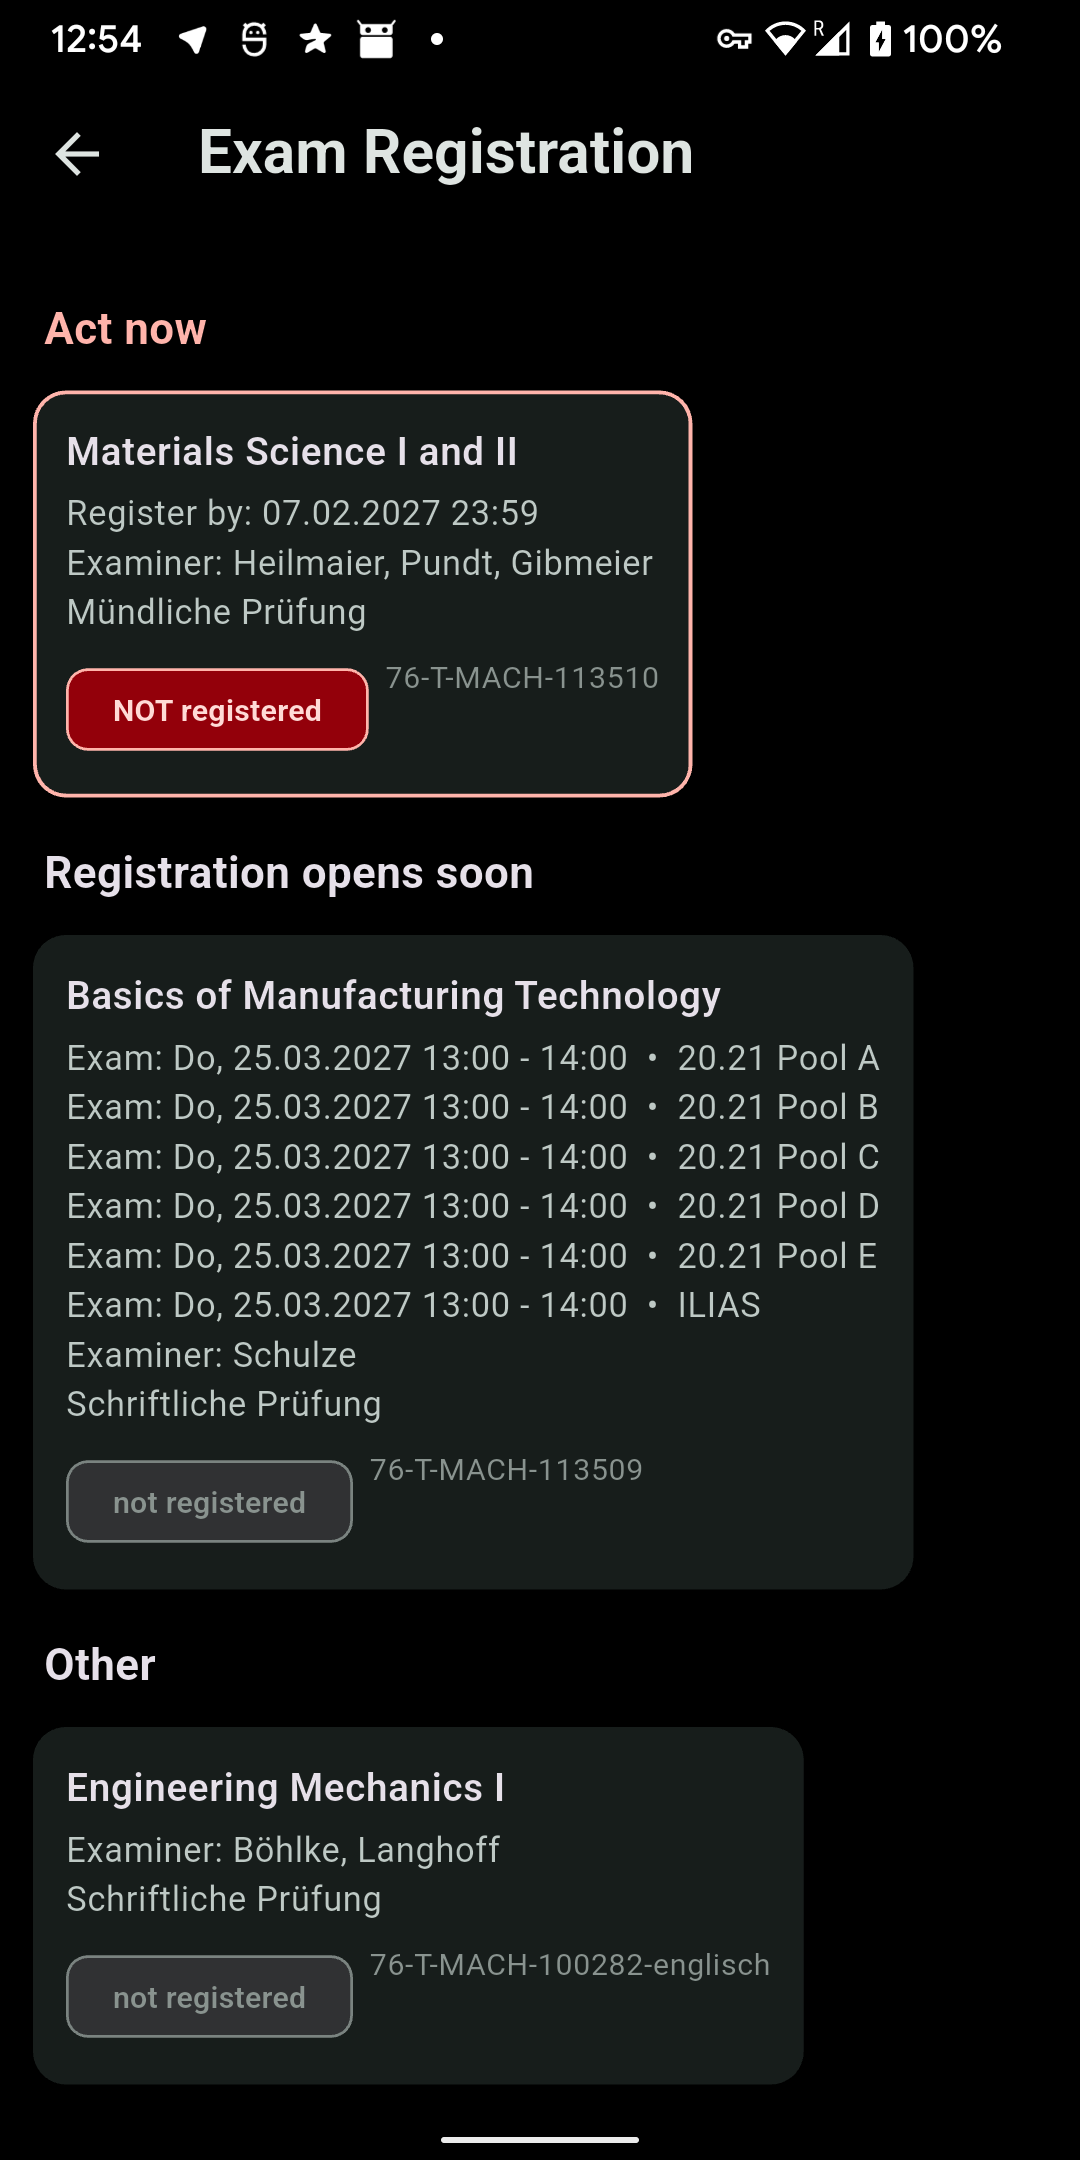 12:54
R
100%
Exam Registration
Act now
Materials Science I and II
Register by: 07.02.2027 23:59
Examiner: Heilmaier, Pundt, Gibmeier
Mündliche Prüfung
NOT registered
76-T-MACH-113510
Registration opens soon
Basics of Manufacturing Technology
Exam: Do, 25.03.2027 13:00 - 14:00 • 20.21 Pool A
Exam: Do, 25.03.2027 13:00 - 14:00 • 20.21 Pool B
Exam: Do, 25.03.2027 13:00 - 14:00 • 20.21 Pool C
Exam: Do, 25.03.2027 13:00 - 14:00 • 20.21 Pool D
Exam: Do, 25.03.2027 13:00 - 14:00 • 20.21 Pool E
Exam: Do, 25.03.2027 13:00 - 14:00 • ILIAS
Examiner: Schulze
Schriftliche Prüfung
not registered
76-T-MACH-113509
Other
Engineering Mechanics I
Examiner: Böhlke, Langhoff
Schriftliche Prüfung
not registered
76-T-MACH-100282-englisch